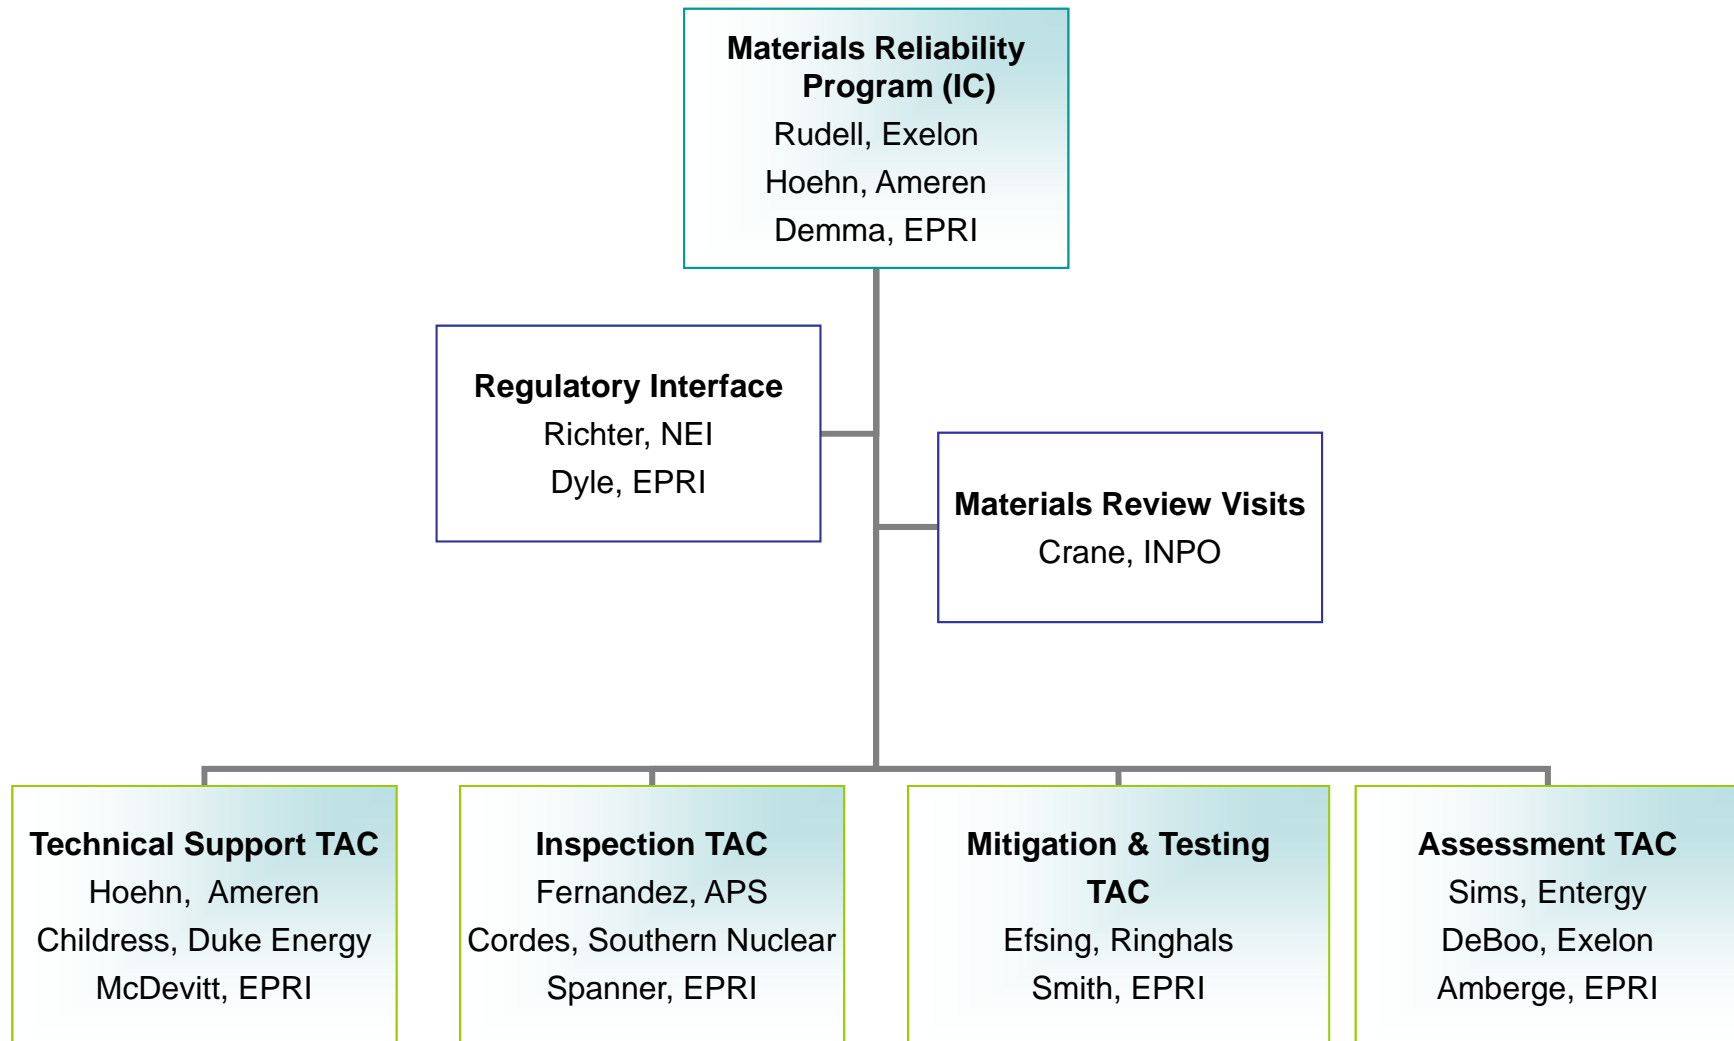 Materials Reliability
Program (IC)
Rudell, Exelon
Hoehn, Ameren
Demma, EPRI
Regulatory Interface
Richter, NEI
Dyle, EPRI
Materials Review Visits
Crane, INPO
Technical Support TAC
Hoehn, Ameren
Childress, Duke Energy
McDevitt, EPRI
Inspection TAC
Fernandez, APS
Cordes, Southern Nuclear
Spanner, EPRI
Mitigation & Testing
TAC
Efsing, Ringhals
Smith, EPRI
Assessment TAC
Sims, Entergy
DeBoo, Exelon
Amberge, EPRI